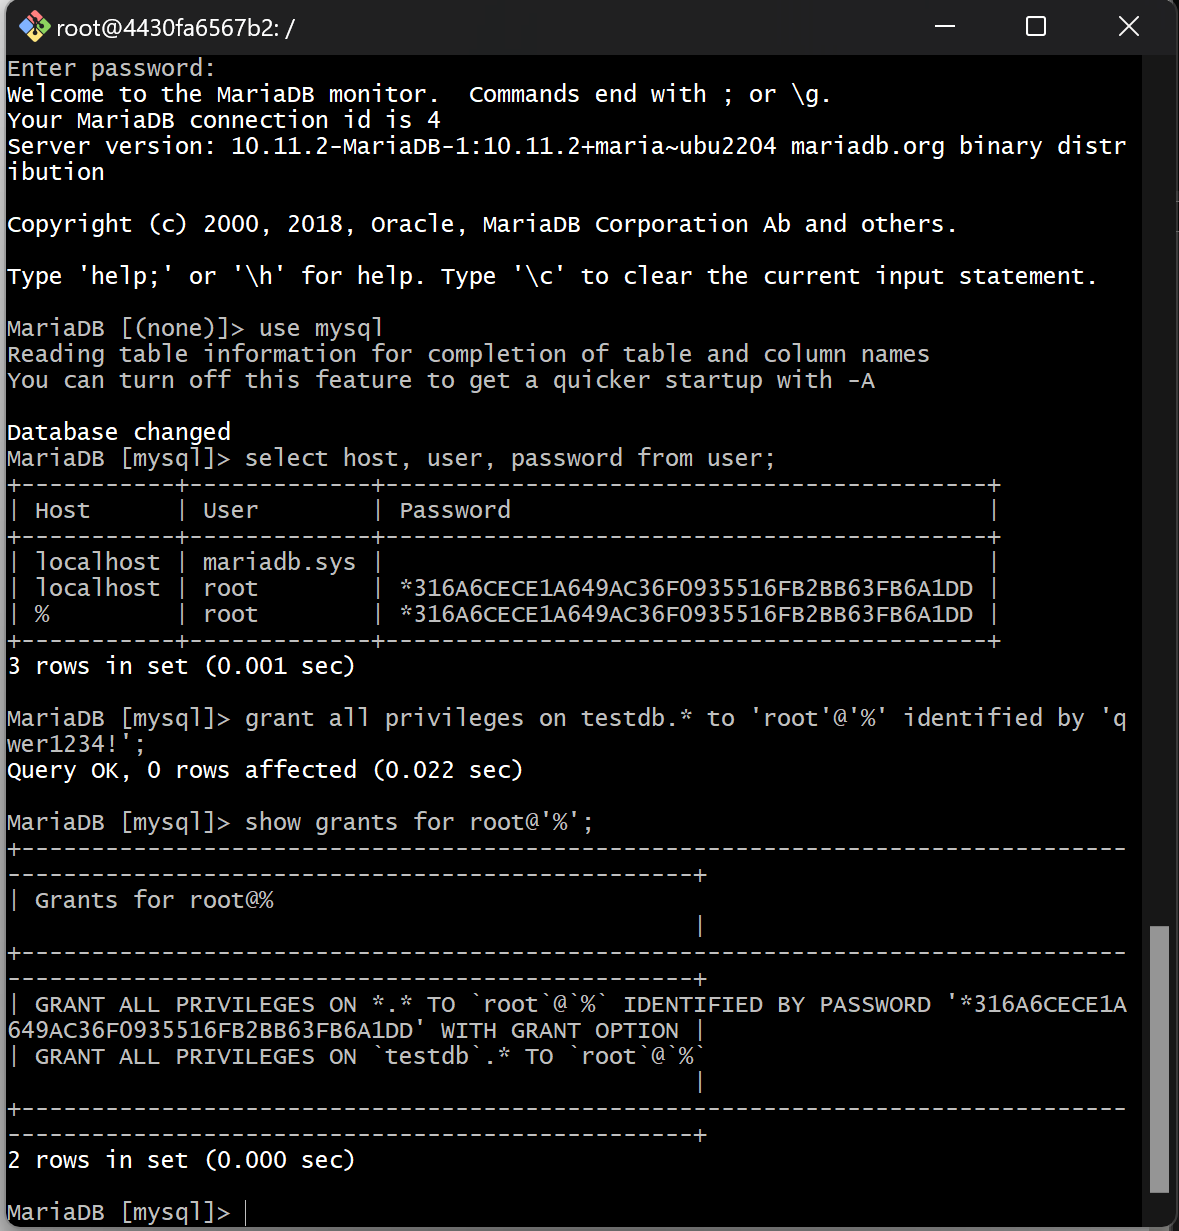 root@4430fa6567b2: /
Enter password:
Welcome to the MariaDB monitor.  Commands end with ; or \g.
Your MariaDB connection id is 4
Server version: 10.11.2-MariaDB-1:10.11.2+maria~ubu2204 mariadb.org binary distr
ibution
Copyright (c) 2000, 2018, Oracle, MariaDB Corporation Ab and others.
Type 'help;' or '\h' for help. Type '\c' to clear the current input statement.
MariaDB [(none)]> use mysql
Reading table information for completion of table and column names
You can turn off this feature to get a quicker startup with -A
Database changed
MariaDB [mysql]> select host, user, password from user;
+-----------+-------------+-------------------------------------------+
| Host      | User        | Password                                  |
+-----------+-------------+-------------------------------------------+
| localhost | mariadb.sys |                                           |
| localhost | root        | *316A6CECE1A649AC36F0935516FB2BB63FB6A1DD |
| %         | root        | *316A6CECE1A649AC36F0935516FB2BB63FB6A1DD |
+-----------+-------------+-------------------------------------------+
3 rows in set (0.001 sec)
MariaDB [mysql]> grant all privileges on testdb.* to 'root'@'%' identified by 'q
wer1234!';
Query OK, 0 rows affected (0.022 sec)
MariaDB [mysql]> show grants for root@'%';
+-------------------------------------------------------------------------------
-------------------------------------------------+
| Grants for root@%
                                                 |
+-------------------------------------------------------------------------------
-------------------------------------------------+
| GRANT ALL PRIVILEGES ON *.* TO `root`@`%` IDENTIFIED BY PASSWORD '*316A6CECE1A
649AC36F0935516FB2BB63FB6A1DD' WITH GRANT OPTION |
| GRANT ALL PRIVILEGES ON `testdb`.* TO `root`@`%`
                                                 |
+-------------------------------------------------------------------------------
-------------------------------------------------+
2 rows in set (0.000 sec)
MariaDB [mysql]>